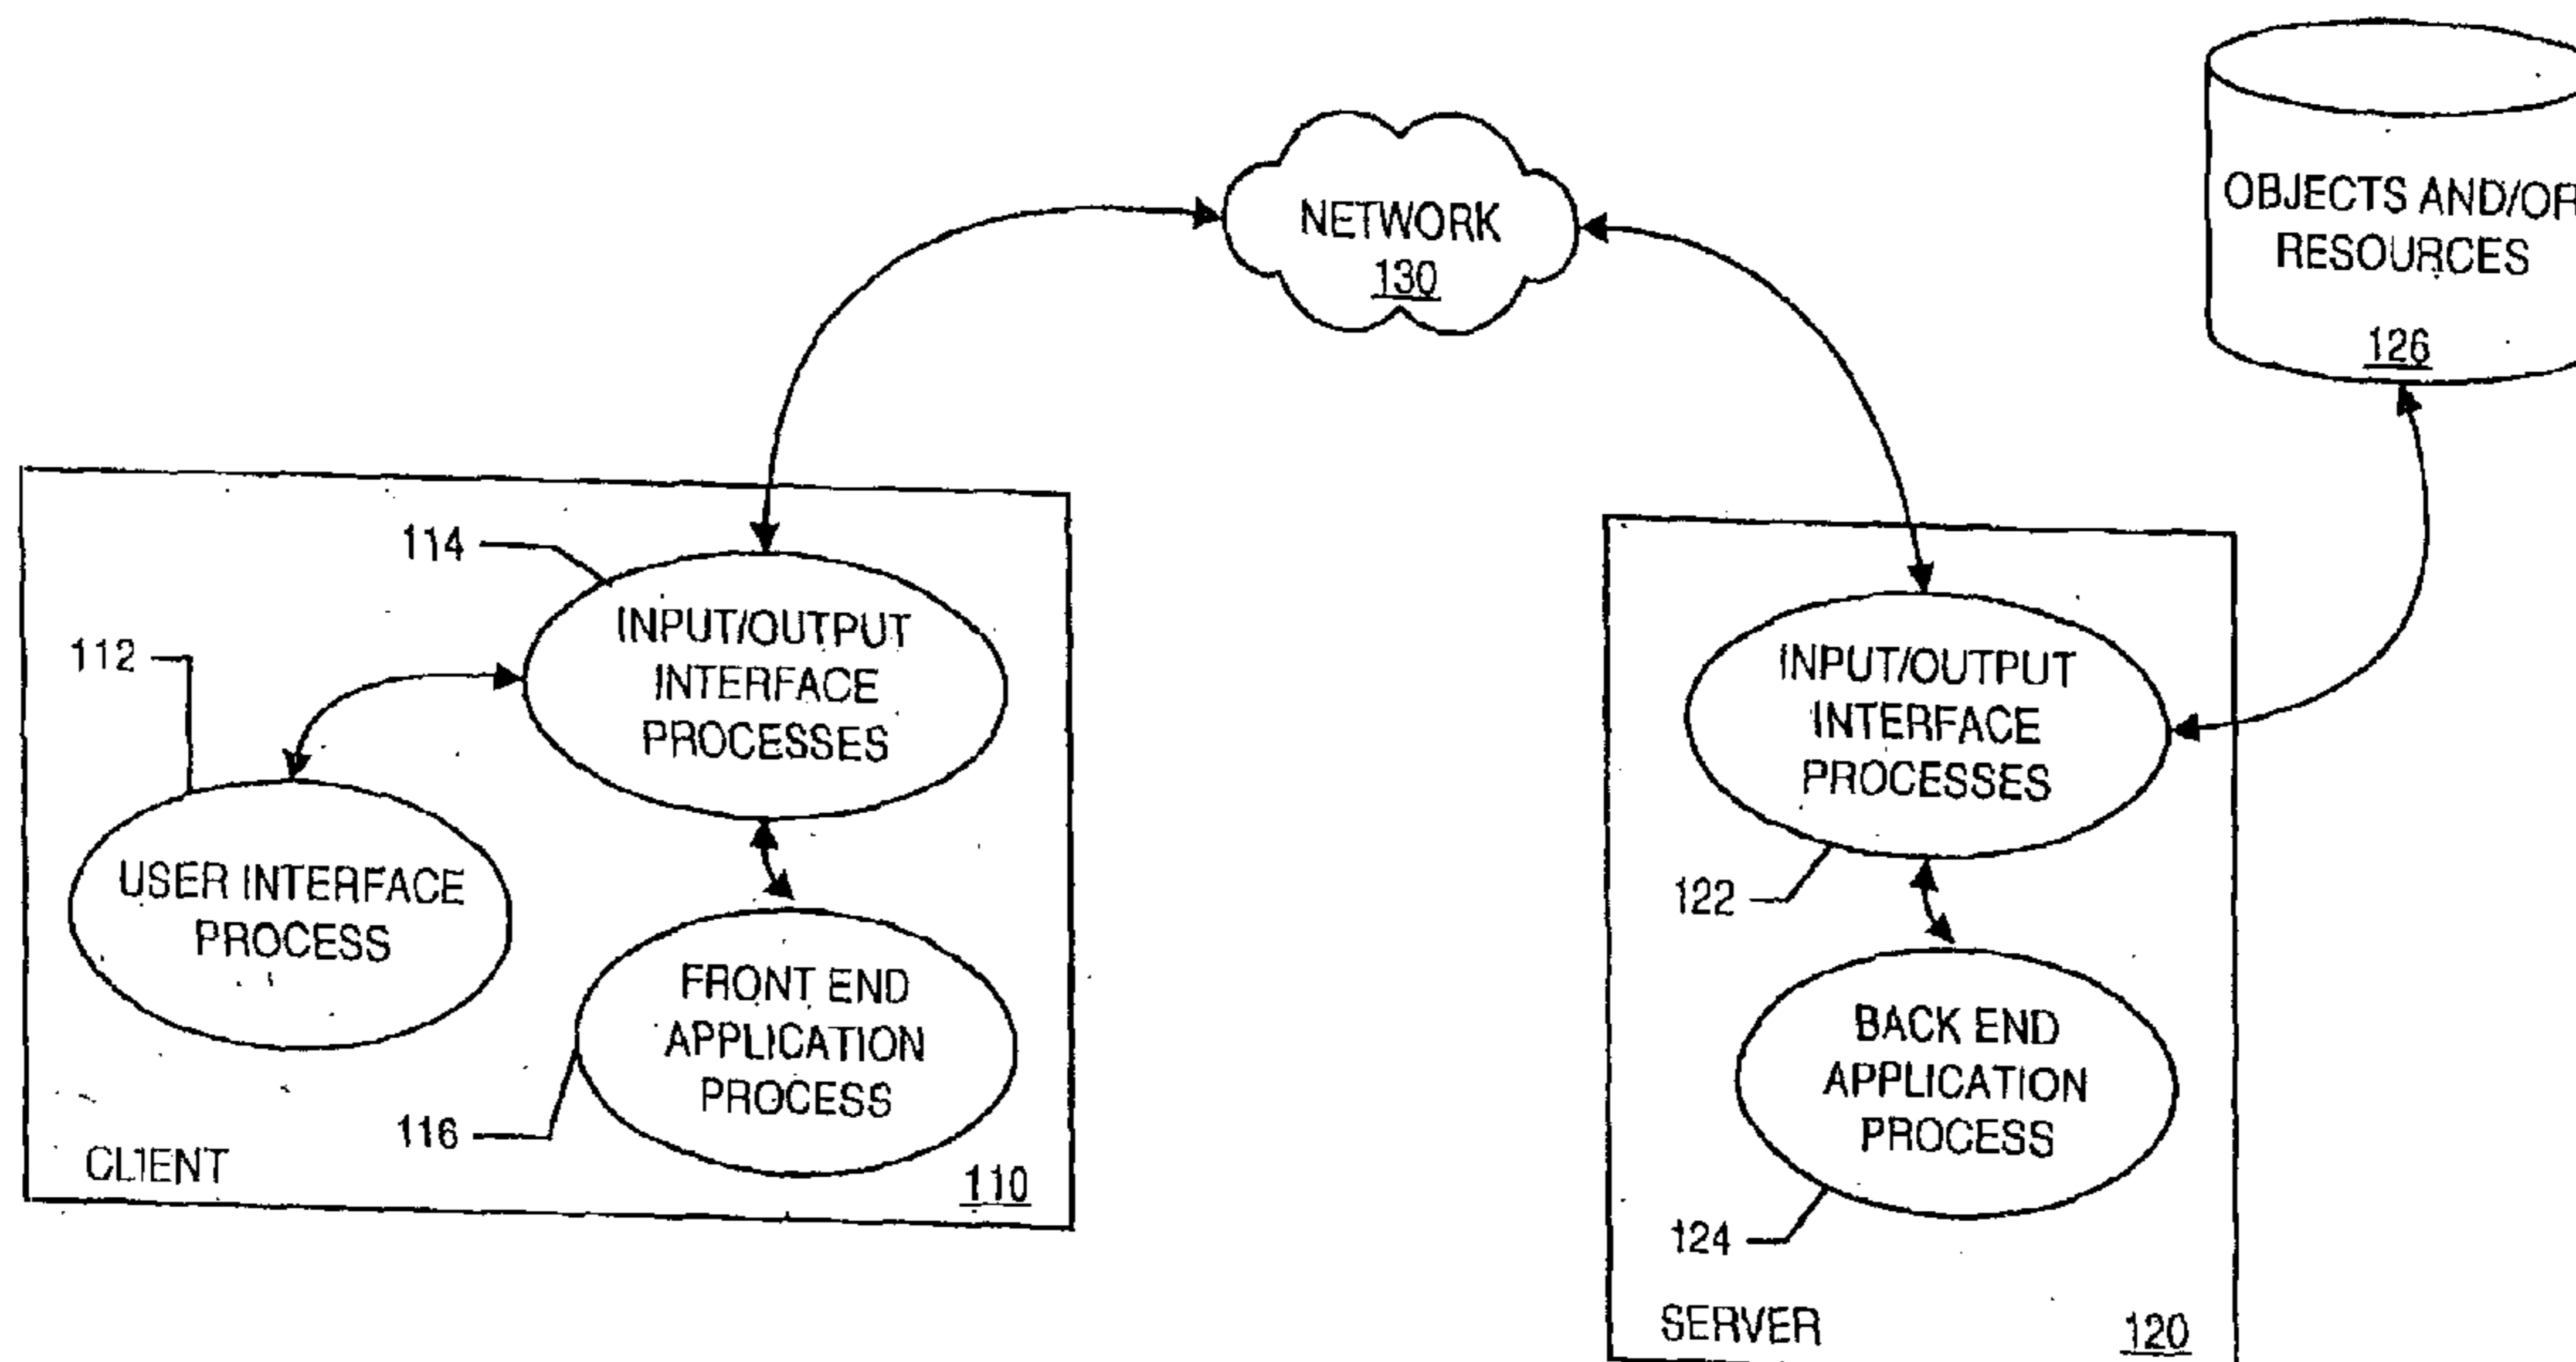 NETWORK
130
OBJECTS AND/OR
RESOURCES
126
114
INPUT/OUTPUT
INTERFACE
PROCESSES
112
USER INTERFACE
PROCESS
FRONT END
APPLICATION
PROCESS
116
CLIENT
110
INPUT/OUTPUT
INTERFACE
PROCESSES
122
BACK END
APPLICATION
PROCESS
124
SERVER
120